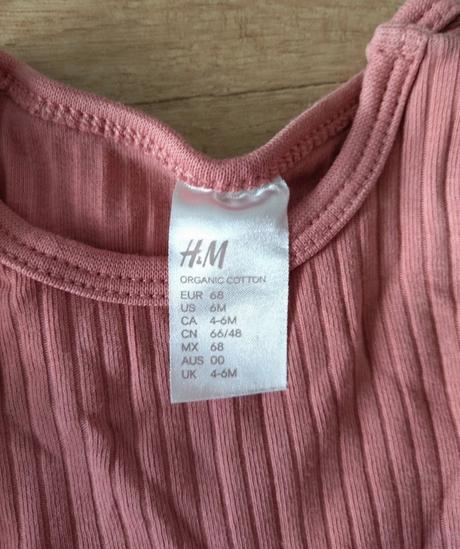 H&M
ORGANIC COTTON
EUR 68
US 6M
CA 4-6M
CN 66/48
MX 68
AUS 00
UK 4-6M